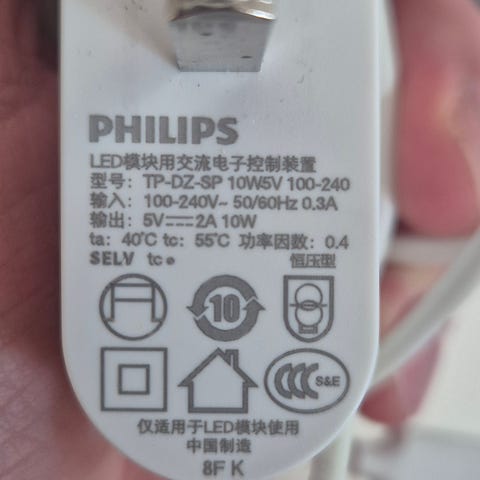 PHILIPS
LED模块用交流电子控制装置
型号: TP-DZ-SP 10W5V 100-240
输入: 100-240V~ 50/60Hz 0.3A
输出: 5V⎓2A 10W
ta: 40℃ tc: 55℃ 功率因数: 0.4
SELV tc
恒压型
10
CCC S&E
仅适用于LED模块使用
中国制造
8F K